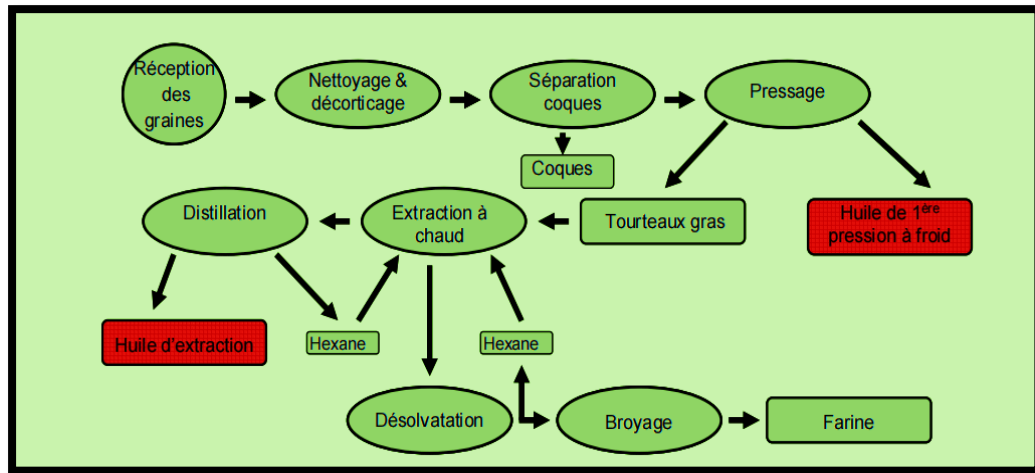 Réception
des
graines
Nettoyage &
décorticage
Séparation
coques
Pressage
Coques
Distillation
Extraction à
chaud
Tourteaux gras
Huile de 1ère
pression à froid
Huile d'extraction
Hexane
Hexane
Désolvatation
Broyage
Farine